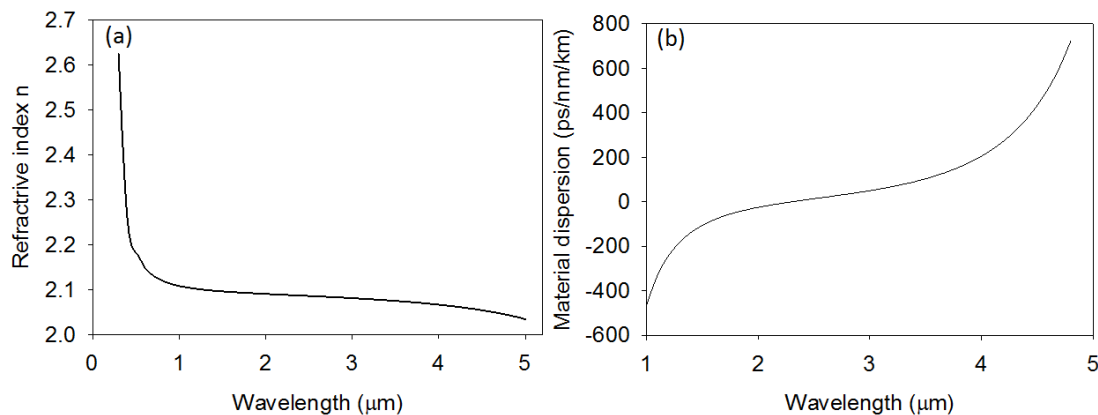 (a)
Refractrive index n
2.7
2.6
2.5
2.4
2.3
2.2
2.1
2.0
0 1 2 3 4 5
Wavelength (μm)
(b)
Material dispersion (ps/nm/km)
800
600
400
200
0
-200
-400
-600
1 2 3 4 5
Wavelength (μm)